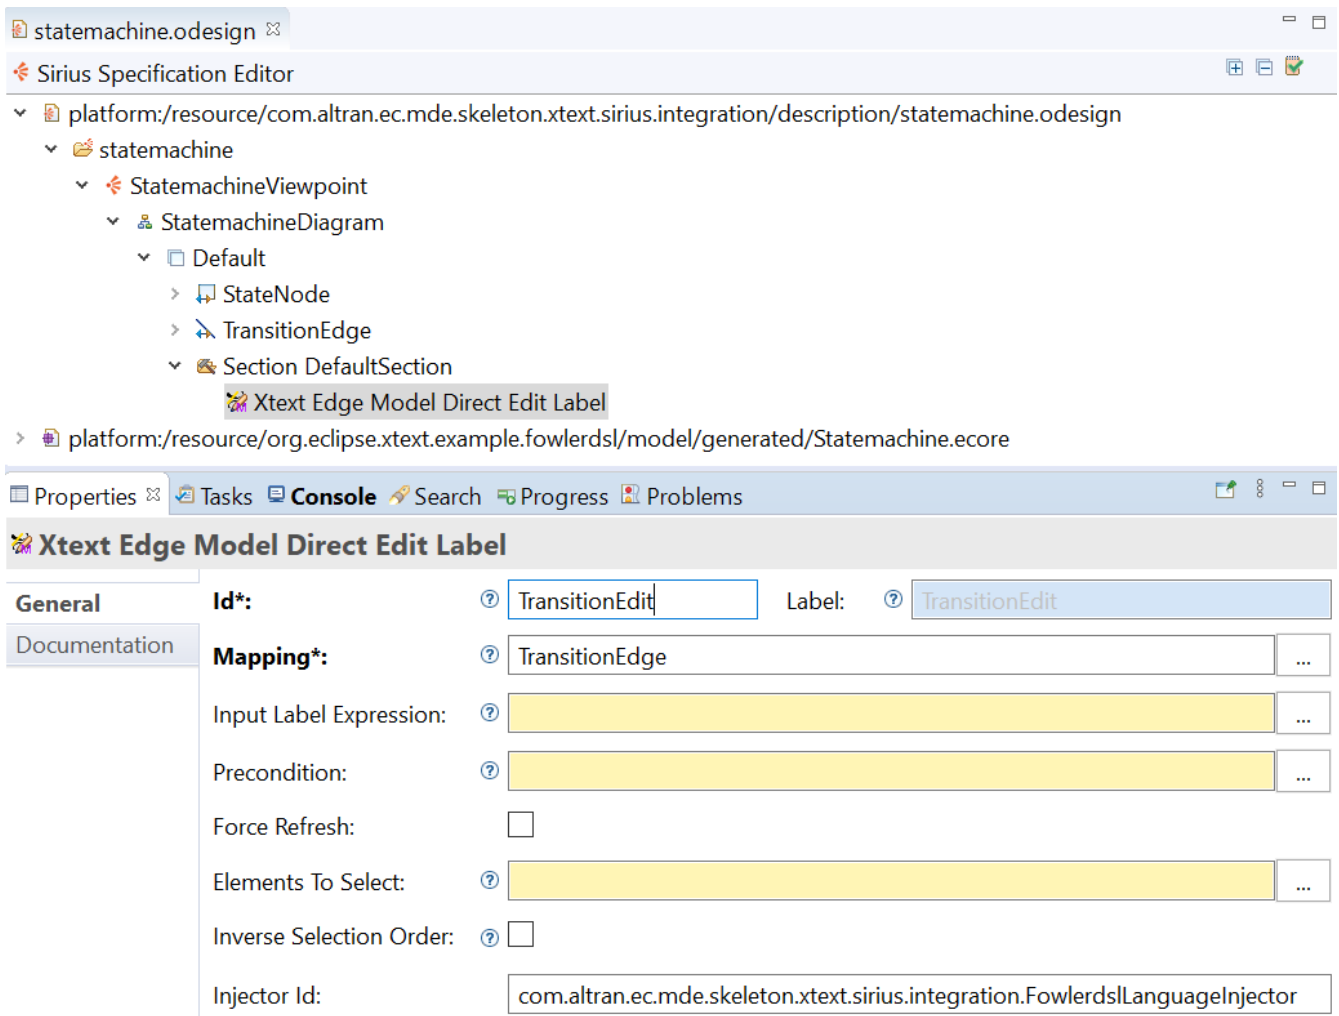 statemachine.odesign
Sirius Specification Editor
platform:/resource/com.altran.ec.mde.skeleton.xtext.sirius.integration/description/statemachine.odesign
statemachine
StatemachineViewpoint
StatemachineDiagram
Default
StateNode
TransitionEdge
Section DefaultSection
Xtext Edge Model Direct Edit Label
platform:/resource/org.eclipse.xtext.example.fowlerdsl/model/generated/Statemachine.ecore
Properties Tasks Console Search Progress Problems
Xtext Edge Model Direct Edit Label
General
Documentation
Id*: TransitionEdit Label: TransitionEdit
Mapping*: TransitionEdge ...
Input Label Expression: ...
Precondition: ...
Force Refresh:
Elements To Select: ...
Inverse Selection Order:
Injector Id: com.altran.ec.mde.skeleton.xtext.sirius.integration.FowlerdslLanguageInjector